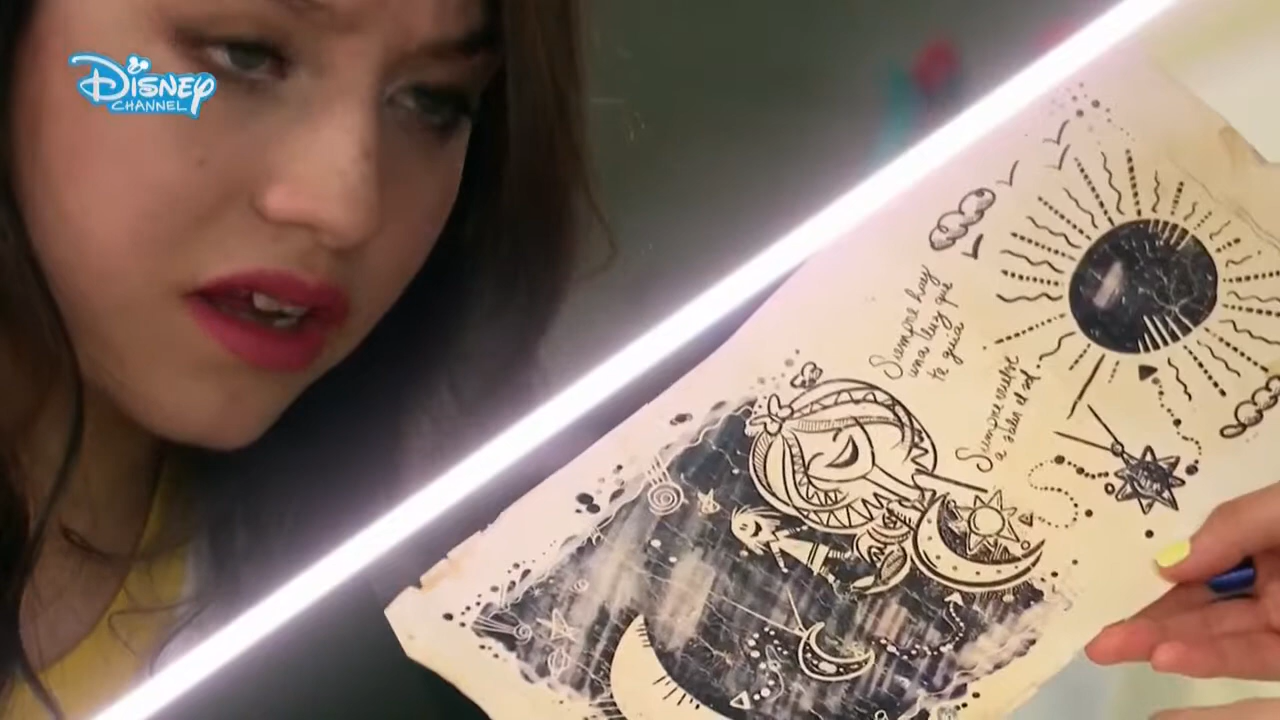 DISNEY
CHANNEL
Siempre hay
una luz que
te guía
Siempre vuelve
a salir el sol